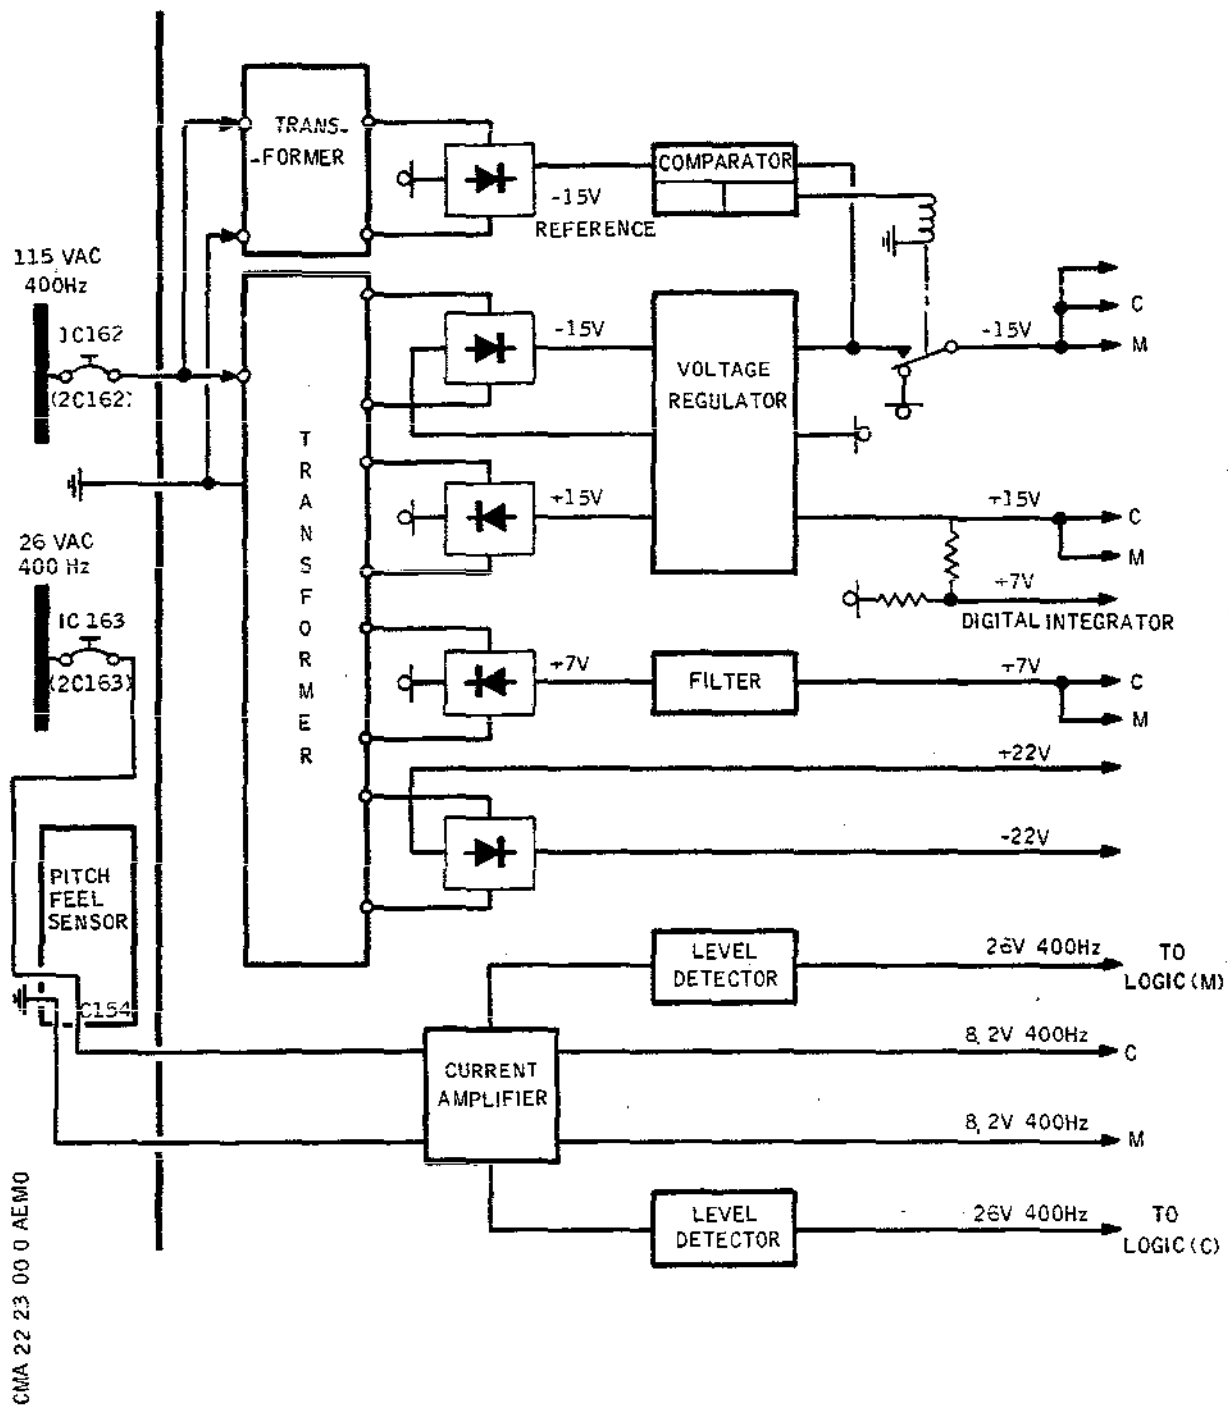 TRANS-
-FORMER
COMPARATOR
-15V
REFERENCE
115 VAC
400Hz
1C162
(2C162)
-15V
VOLTAGE
REGULATOR
-15V
C
M
TRANSFORMER
+15V
+15V
C
M
26 VAC
400 Hz
1C 163
(2C163)
+7V
DIGITAL INTEGRATOR
+7V
FILTER
+7V
C
M
+22V
-22V
PITCH
FEEL
SENSOR
C154
LEVEL
DETECTOR
26V 400Hz
TO
LOGIC (M)
CURRENT
AMPLIFIER
8,2V 400Hz
C
8,2V 400Hz
M
LEVEL
DETECTOR
26V 400Hz
TO
LOGIC (C)
CMA 22 23 00 0 AEM0